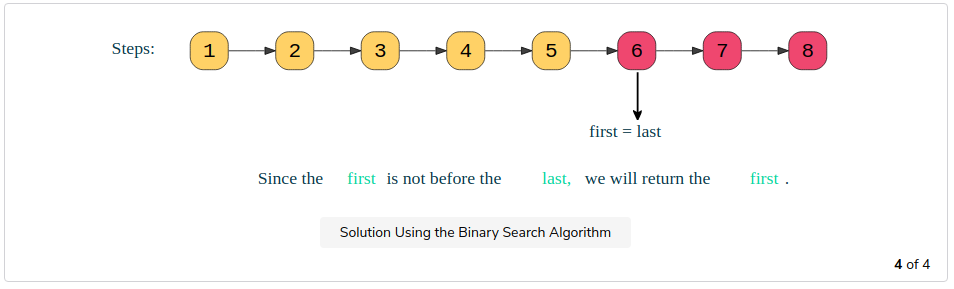 Steps: 1 2 3 4 5 6 7 8
first = last
Since the first is not before the last, we will return the first .
Solution Using the Binary Search Algorithm
4 of 4